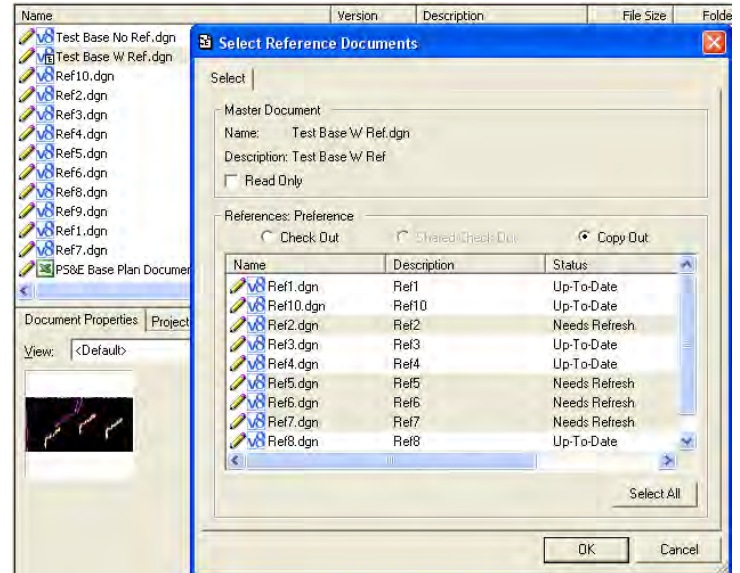 Name Version Description File Size Folde
Test Base No Ref.dgn
Test Base W Ref.dgn
Ref10.dgn
Ref2.dgn
Ref3.dgn
Ref4.dgn
Ref5.dgn
Ref6.dgn
Ref8.dgn
Ref9.dgn
Ref1.dgn
Ref7.dgn
PS&E Base Plan Documer
Document Properties Project
View: <Default>
Select Reference Documents
Select
Master Document
Name: Test Base W Ref.dgn
Description: Test Base W Ref
Read Only
References: Preference
Check Out Shared Check Out Copy Out
Name Description Status
Ref1.dgn Ref1 Up-To-Date
Ref10.dgn Ref10 Up-To-Date
Ref2.dgn Ref2 Needs Refresh
Ref3.dgn Ref3 Up-To-Date
Ref4.dgn Ref4 Up-To-Date
Ref5.dgn Ref5 Needs Refresh
Ref6.dgn Ref6 Needs Refresh
Ref7.dgn Ref7 Needs Refresh
Ref8.dgn Ref8 Up-To-Date
Select All
OK Cancel